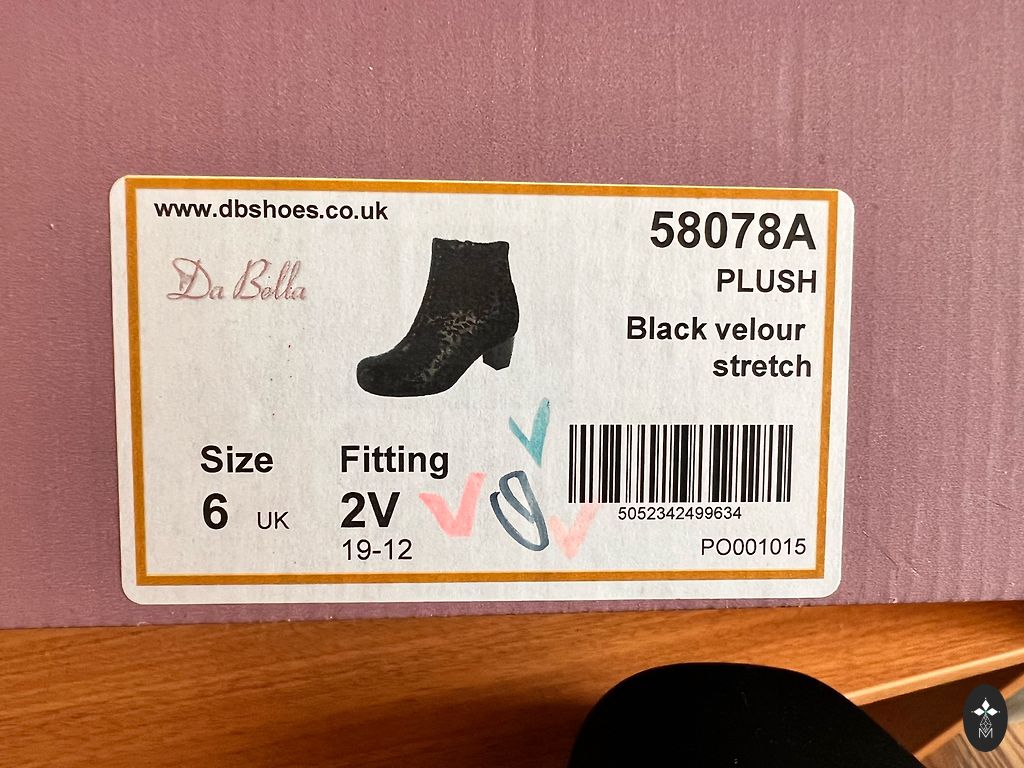 www.dbshoes.co.uk
58078A
Da Bella
PLUSH
Black velour
stretch
Size
Fitting
6 UK
2V
19-12
5052342499634
PO001015
M